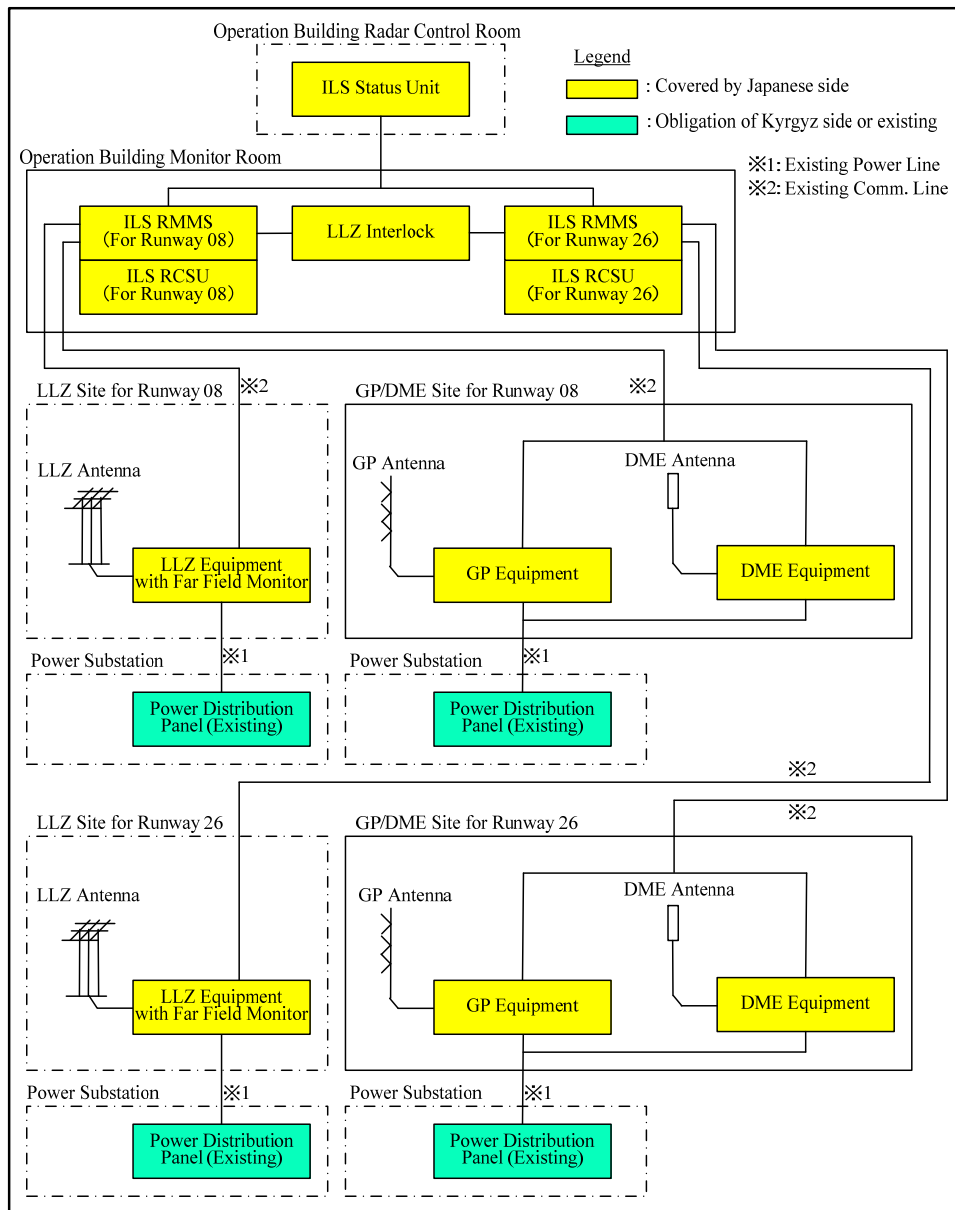 Operation Building Radar Control Room
ILS Status Unit
Legend
: Covered by Japanese side
: Obligation of Kyrgyz side or existing
※1: Existing Power Line
※2: Existing Comm. Line
Operation Building Monitor Room
ILS RMMS
(For Runway 08)
ILS RCSU
(For Runway 08)
LLZ Interlock
ILS RMMS
(For Runway 26)
ILS RCSU
(For Runway 26)
※2
LLZ Site for Runway 08
LLZ Antenna
LLZ Equipment
with Far Field Monitor
※2
GP/DME Site for Runway 08
GP Antenna
DME Antenna
GP Equipment
DME Equipment
Power Substation
※1
Power Distribution
Panel (Existing)
Power Substation
※1
Power Distribution
Panel (Existing)
※2
※2
LLZ Site for Runway 26
LLZ Antenna
LLZ Equipment
with Far Field Monitor
GP/DME Site for Runway 26
GP Antenna
DME Antenna
GP Equipment
DME Equipment
Power Substation
※1
Power Distribution
Panel (Existing)
Power Substation
※1
Power Distribution
Panel (Existing)